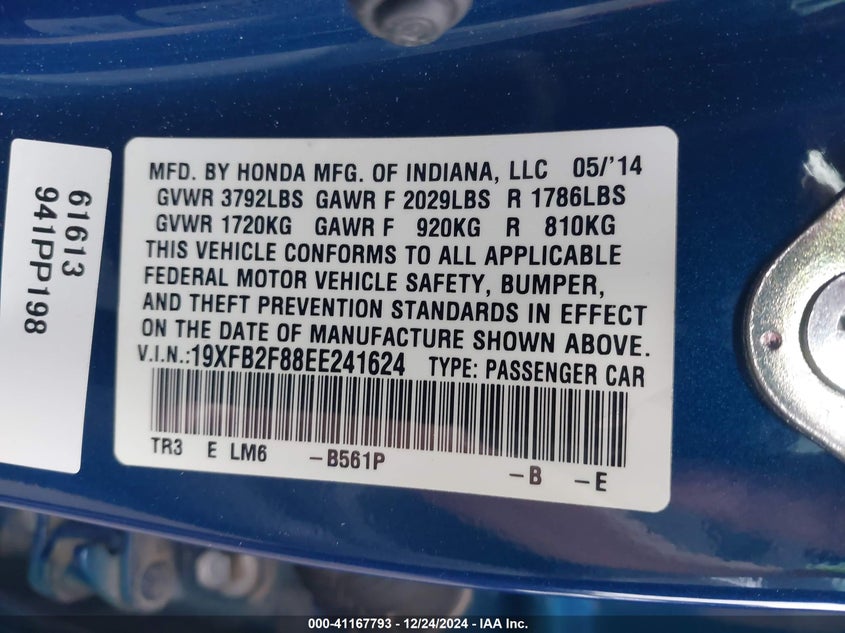 MFD. BY HONDA MFG. OF INDIANA, LLC 05/'14
GVWR 3792LBS GAWR F 2029LBS R 1786LBS
GVWR 1720KG GAWR F 920KG R 810KG
THIS VEHICLE CONFORMS TO ALL APPLICABLE
FEDERAL MOTOR VEHICLE SAFETY, BUMPER,
AND THEFT PREVENTION STANDARDS IN EFFECT
ON THE DATE OF MANUFACTURE SHOWN ABOVE.
V.I.N.:19XFB2F88EE241624 TYPE: PASSENGER CAR
TR3 E LM6 -B561P -B -E
61613
941PP198
000-41167793 - 12/24/2024 - IAA Inc.